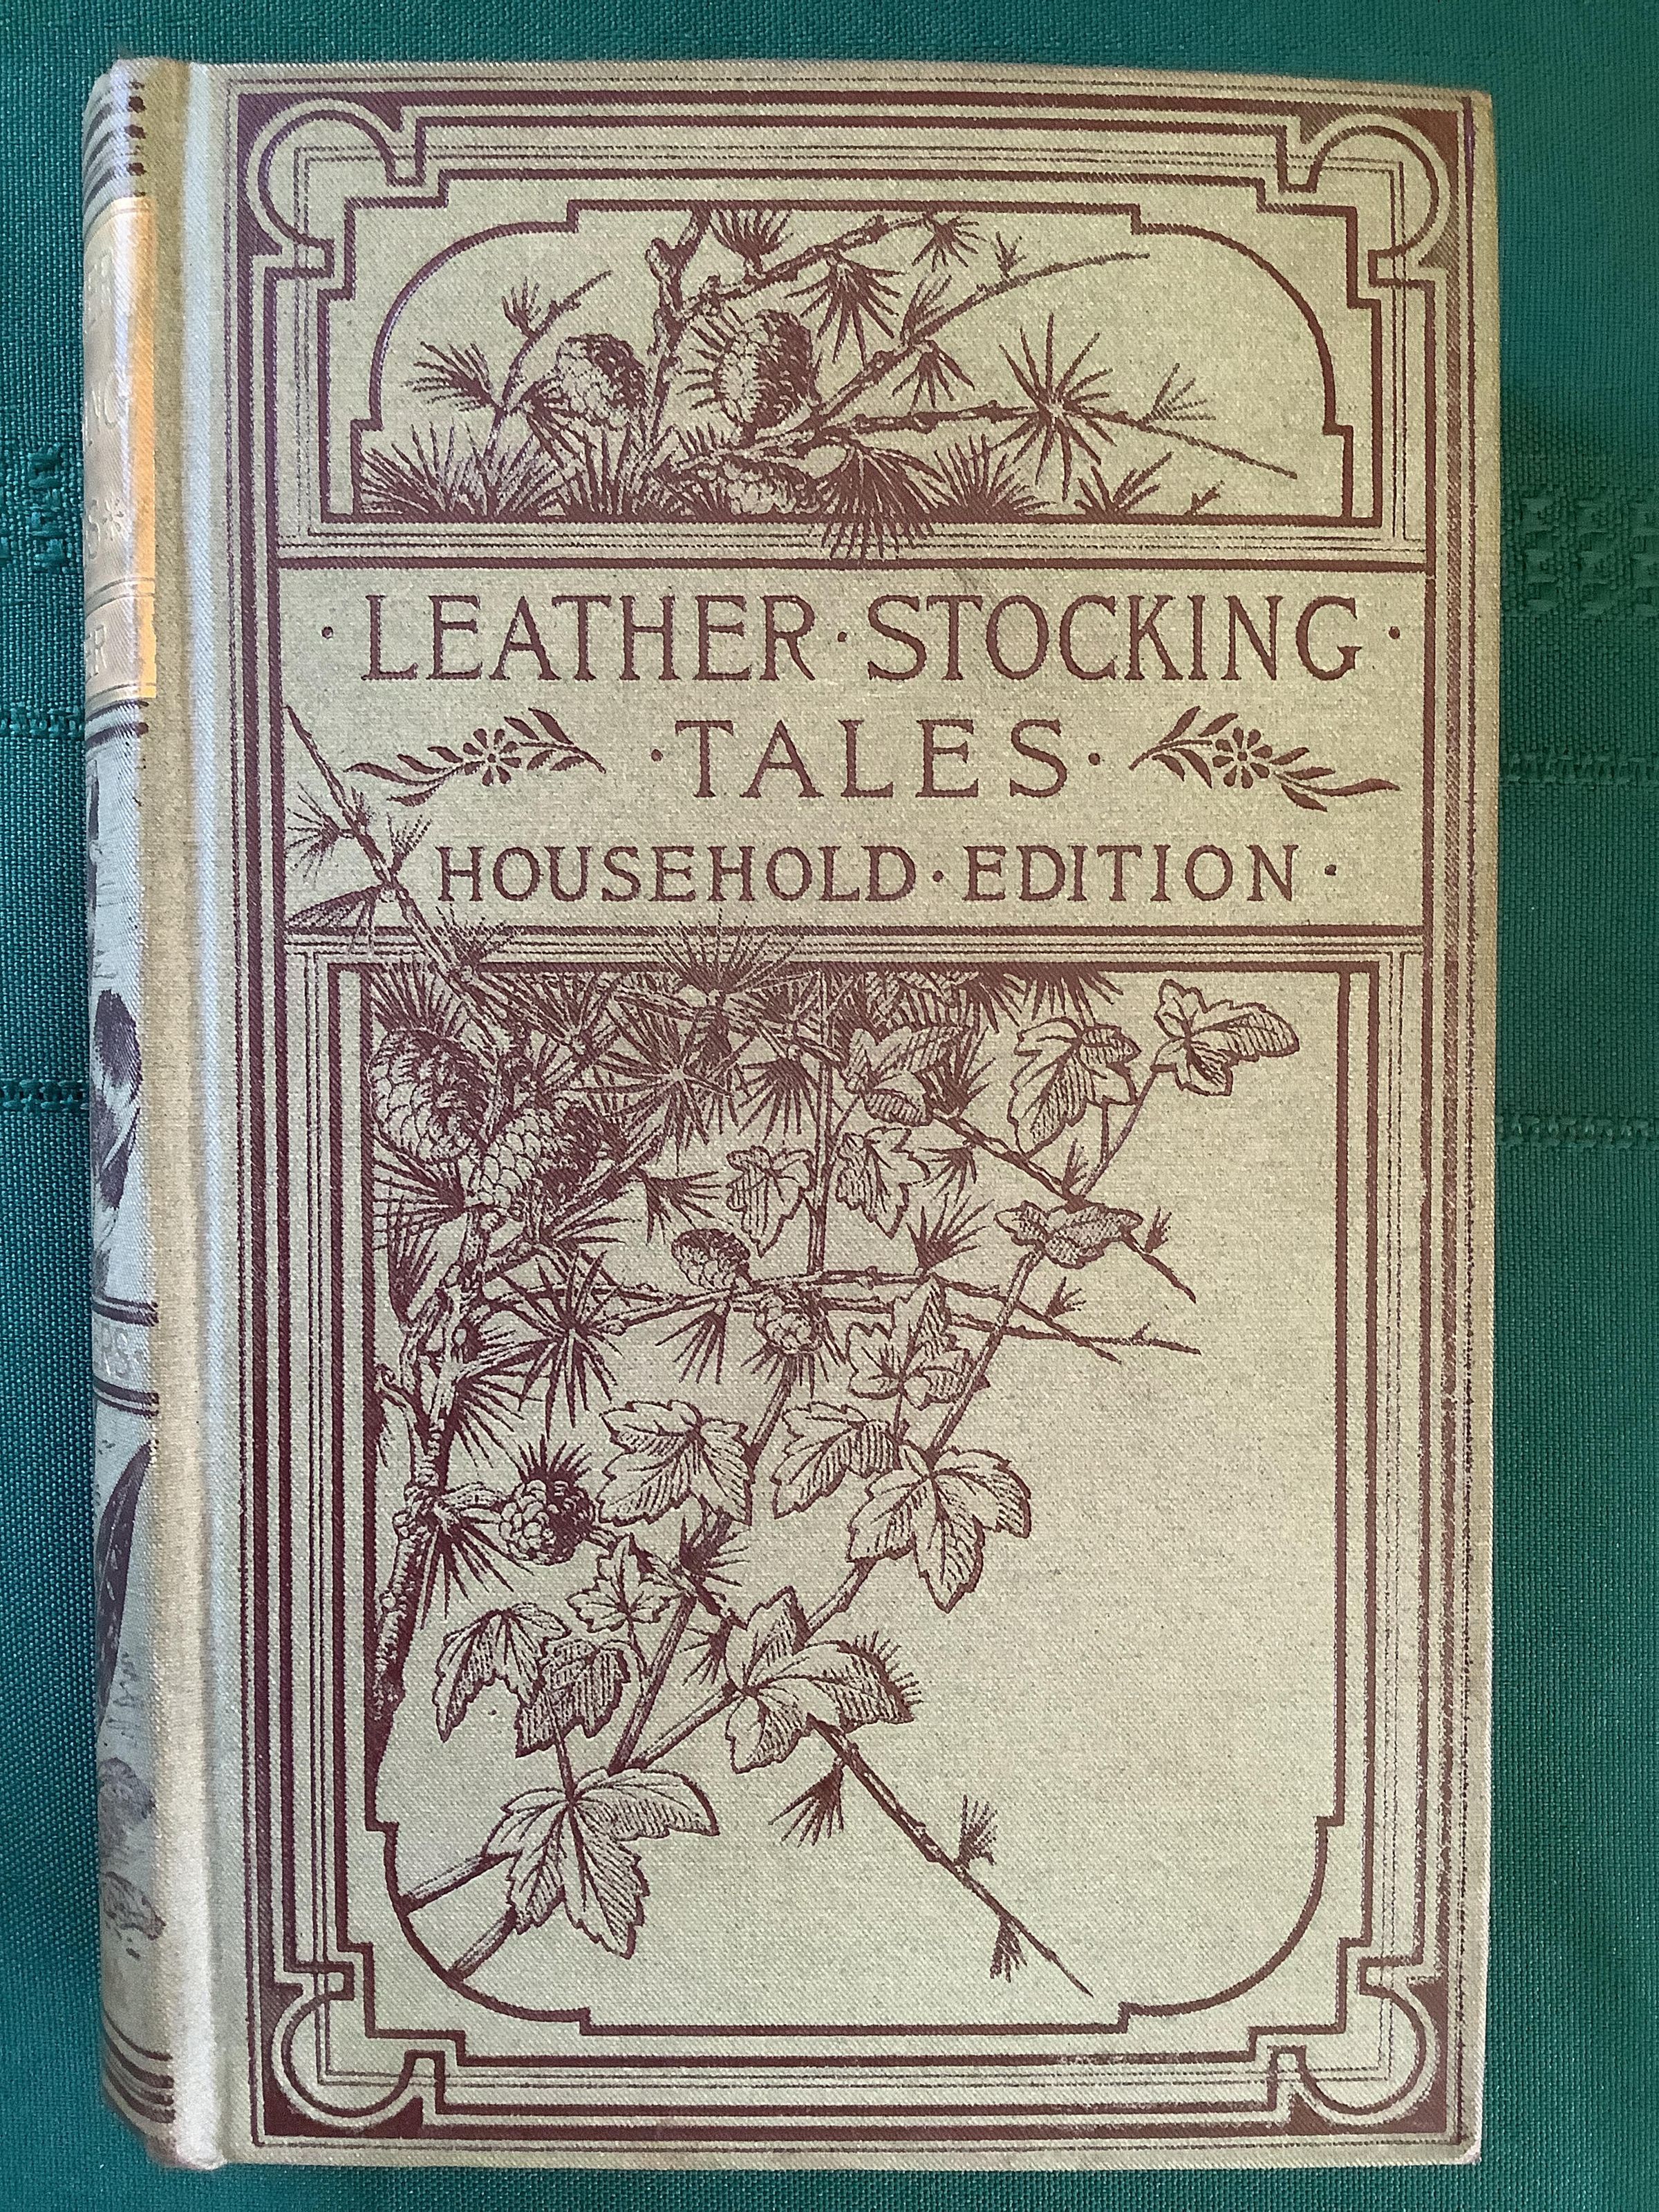 · LEATHER · STOCKING ·
· TALES ·
HOUSEHOLD · EDITION ·